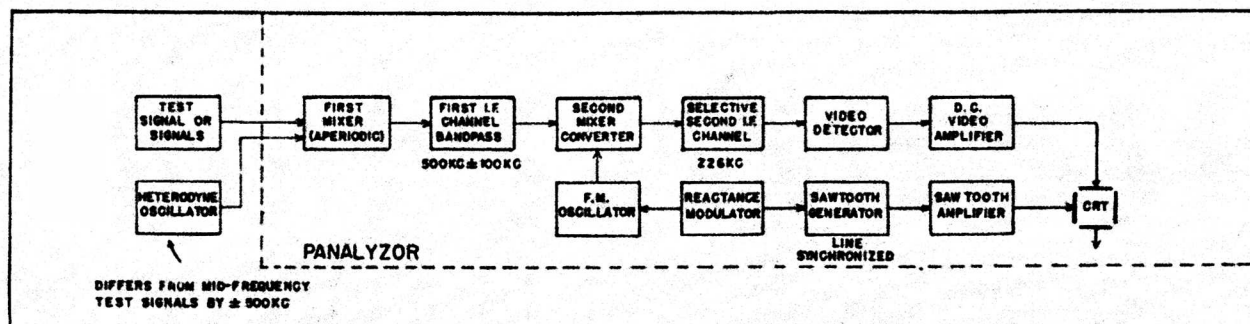 TEST
SIGNAL OR
SIGNALS
FIRST
MIXER
(APERIODIC)
FIRST I.F.
CHANNEL
BANDPASS
500KC ± 100KC
SECOND
MIXER
CONVERTER
SELECTIVE
SECOND I.F.
CHANNEL
226KC
VIDEO
DETECTOR
D.C.
VIDEO
AMPLIFIER
HETERODYNE
OSCILLATOR
F.M.
OSCILLATOR
REACTANCE
MODULATOR
SAWTOOTH
GENERATOR
LINE
SYNCHRONIZED
SAW TOOTH
AMPLIFIER
CRT
PANALYZOR
DIFFERS FROM MID-FREQUENCY
TEST SIGNALS BY ± 500KC